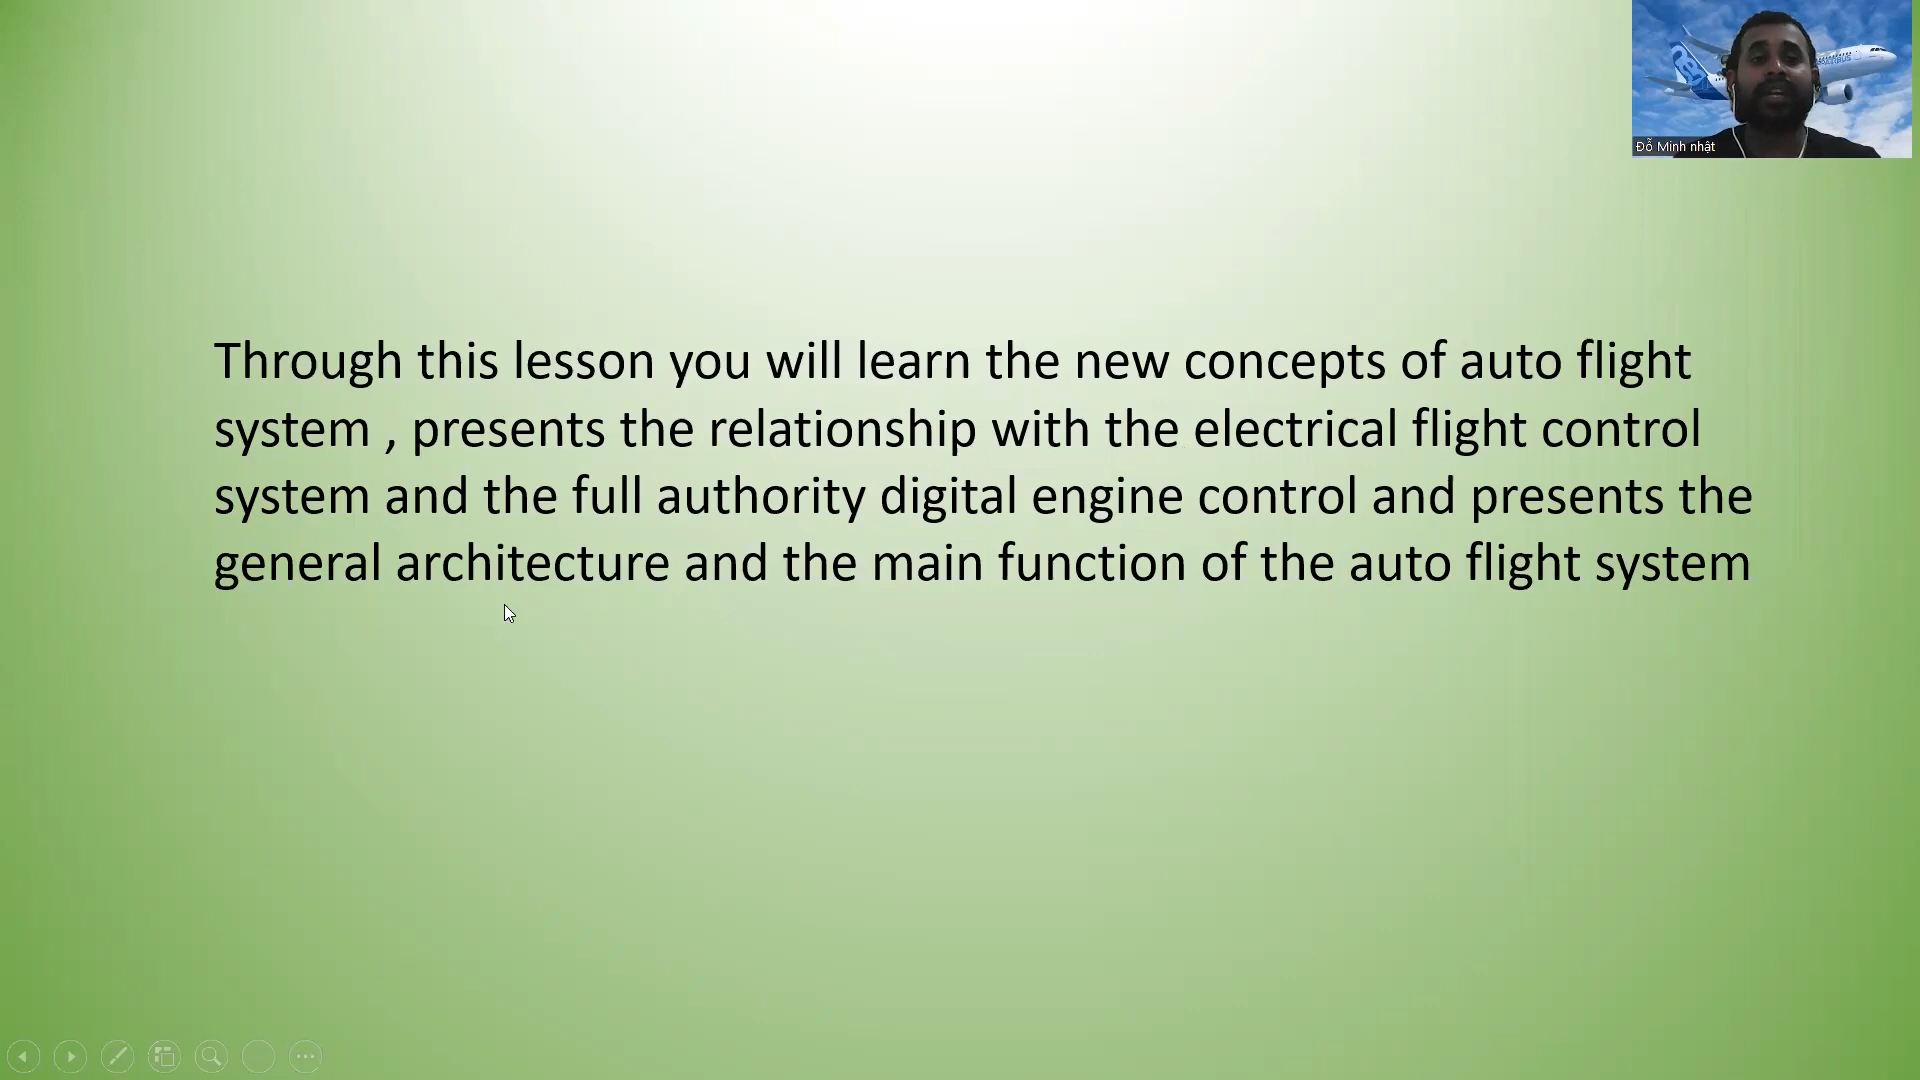 Đỗ Minh nhật
Through this lesson you will learn the new concepts of auto flight
system , presents the relationship with the electrical flight control
system and the full authority digital engine control and presents the
general architecture and the main function of the auto flight system